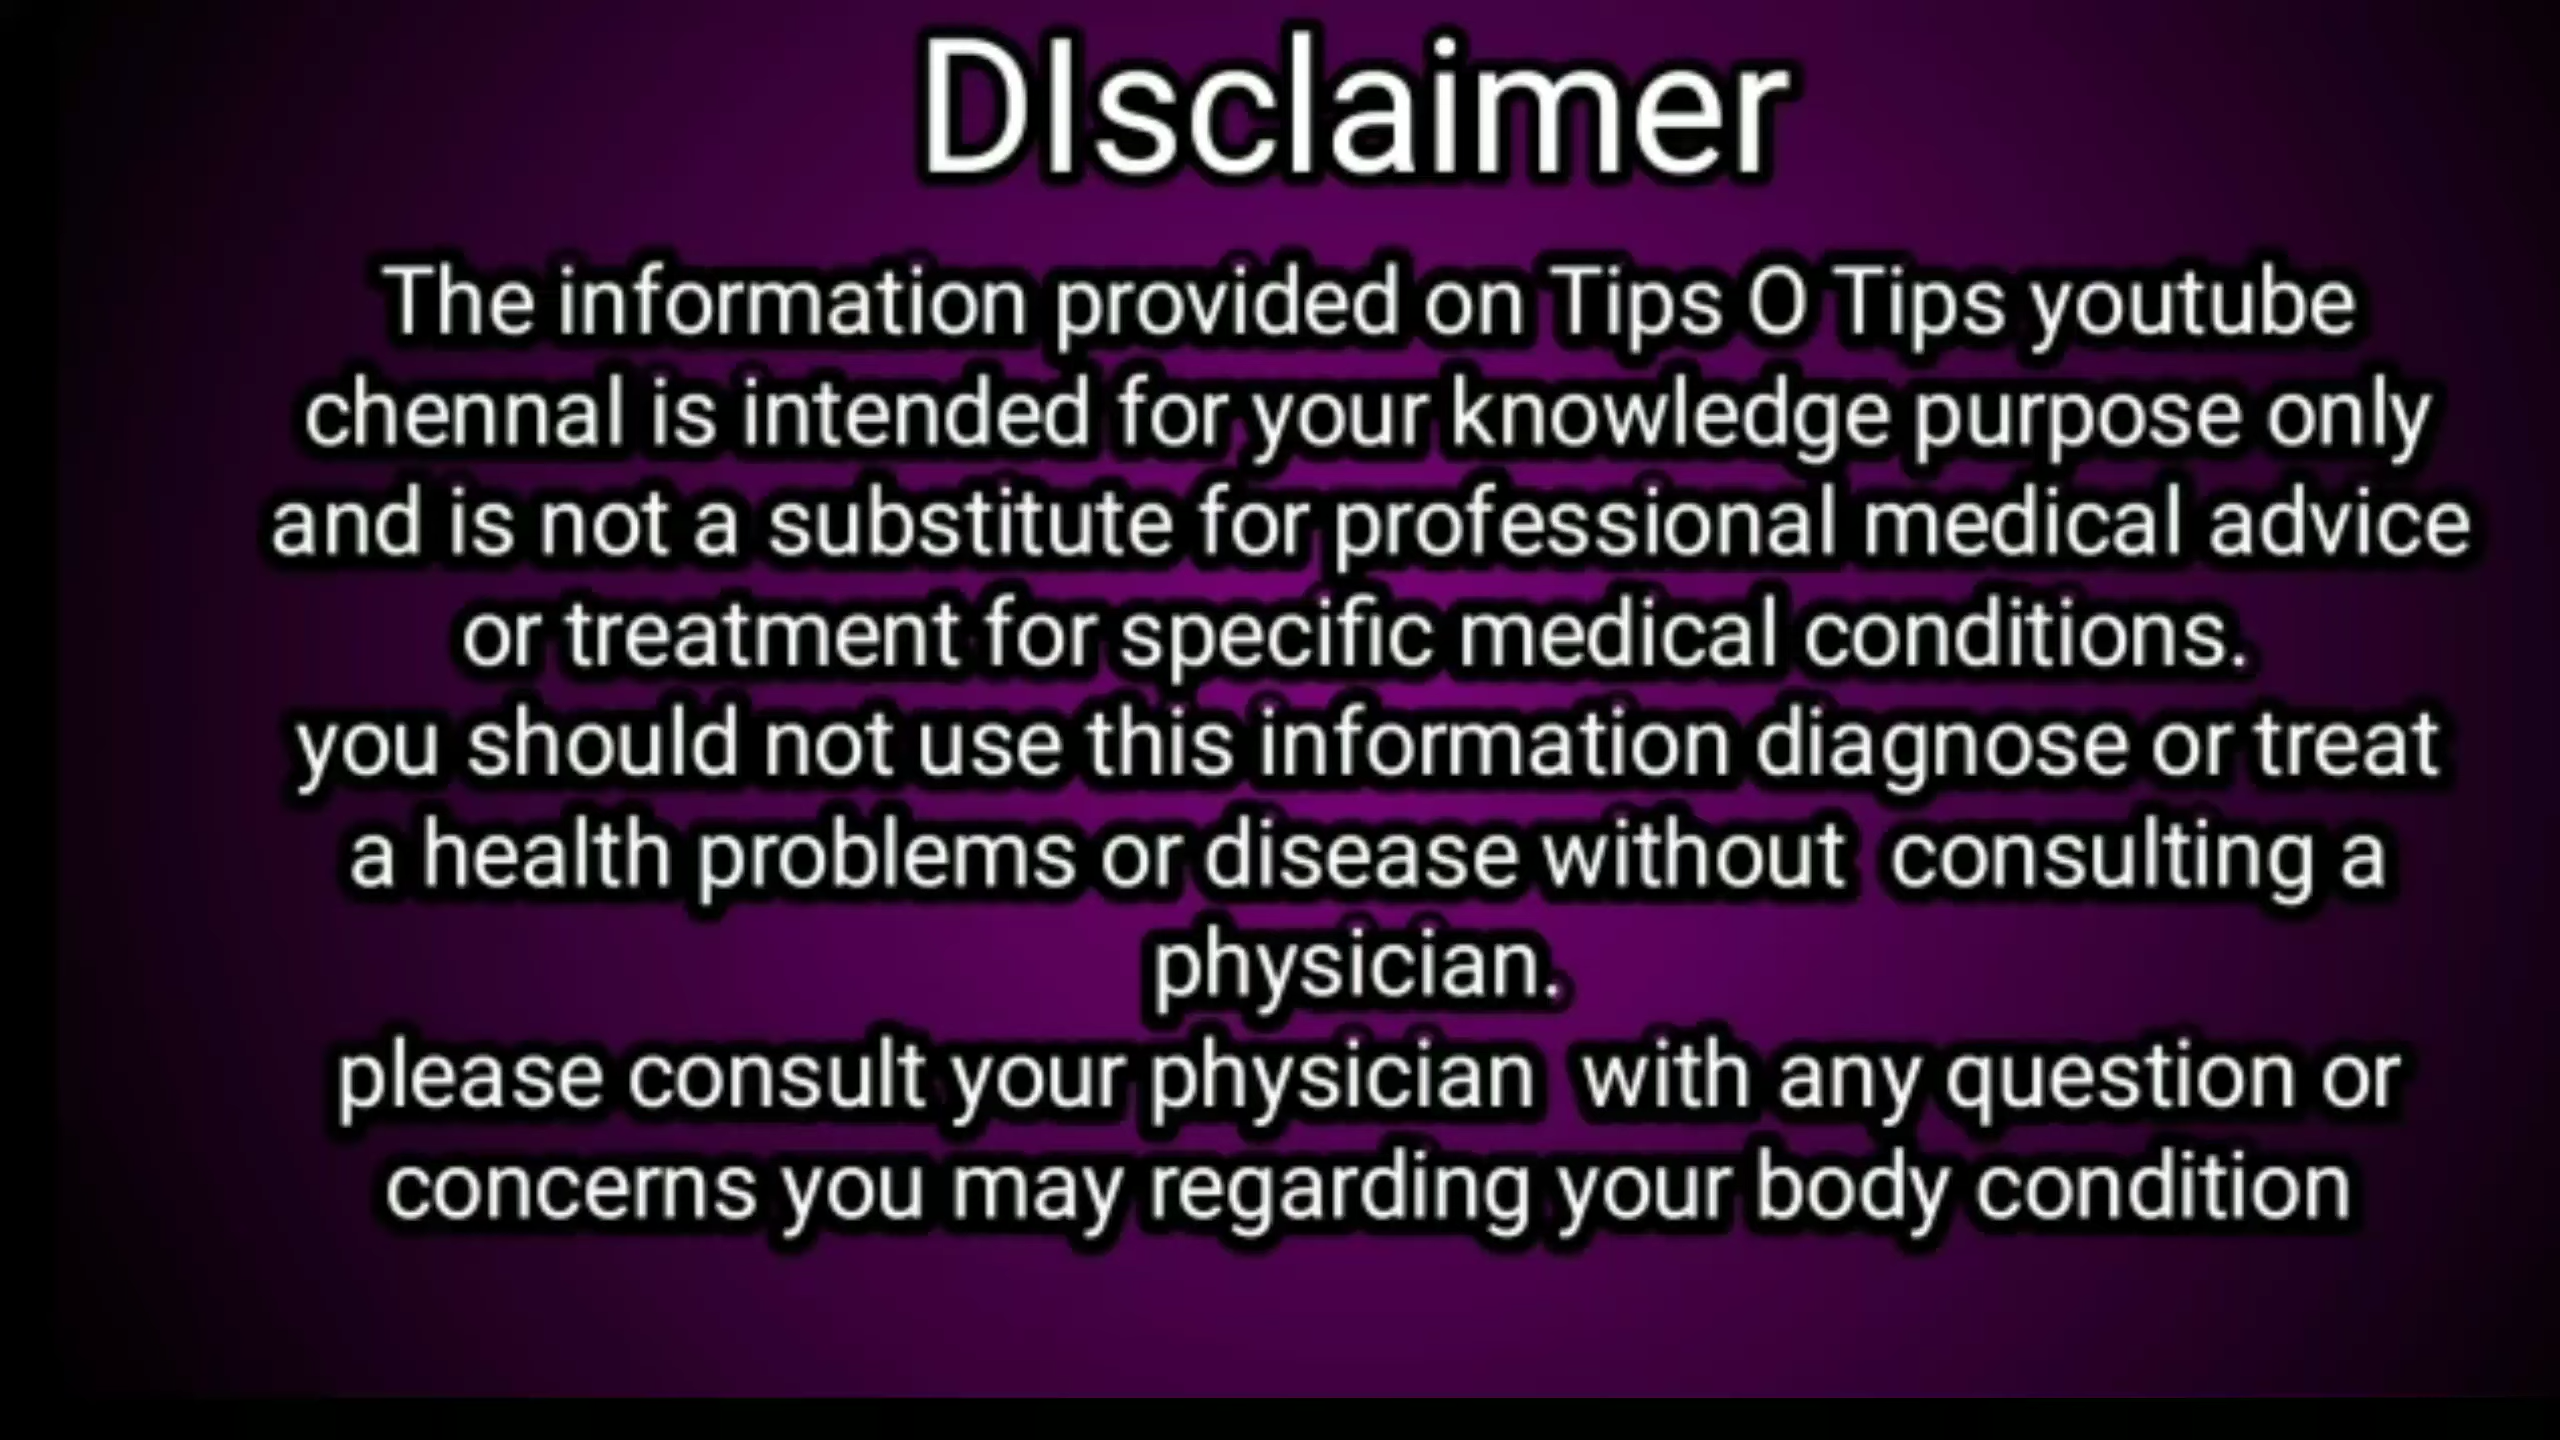 DIsclaimer
The information provided on Tips O Tips youtube
chennal is intended for your knowledge purpose only
and is not a substitute for professional medical advice
or treatment for specific medical conditions.
you should not use this information diagnose or treat
a health problems or disease without  consulting a
physician.
please consult your physician  with any question or
concerns you may regarding your body condition